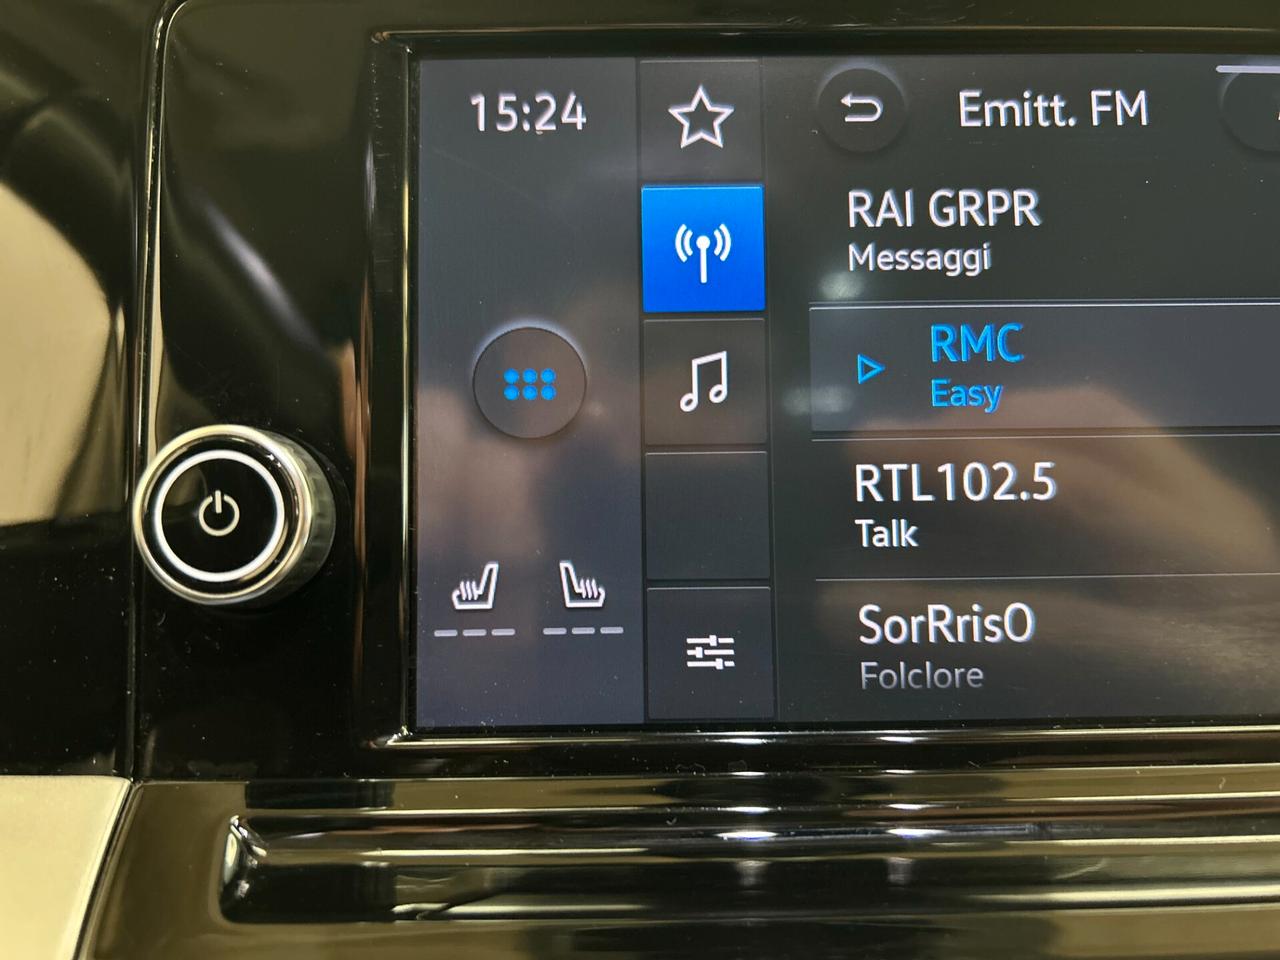 15:24
Emitt. FM
RAI GRPR
Messaggi
RMC
Easy
RTL102.5
Talk
SorRrisO
Folclore